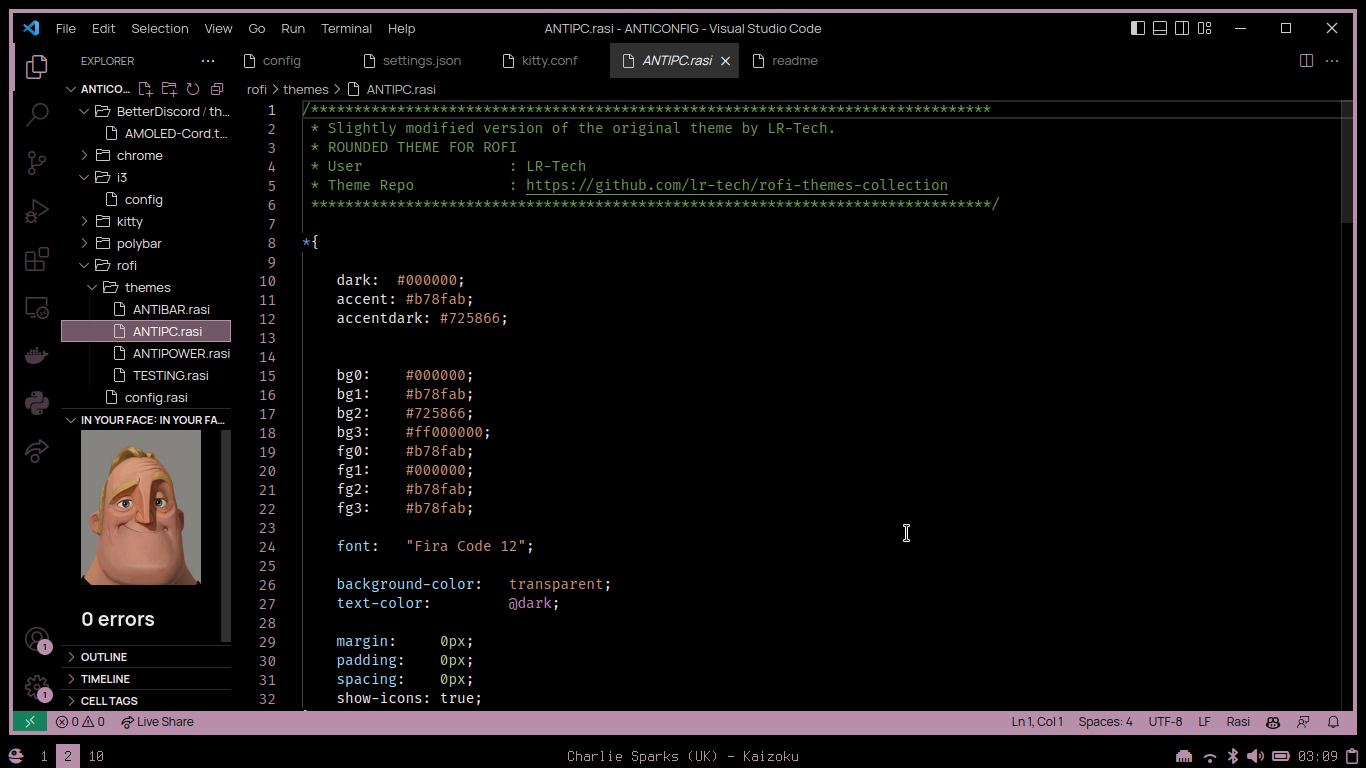 File Edit Selection View Go Run Terminal Help ANTIPC.rasi - ANTICONFIG - Visual Studio Code
EXPLORER ··· config settings.json kitty.conf ANTIPC.rasi readme ···
ANTICO...
rofi > themes > ANTIPC.rasi
BetterDiscord / th...
AMOLED-Cord.t...
chrome
i3
config
kitty
polybar
rofi
themes
ANTIBAR.rasi
ANTIPC.rasi
ANTIPOWER.rasi
TESTING.rasi
config.rasi
IN YOUR FACE: IN YOUR FA...
0 errors
OUTLINE
TIMELINE
CELL TAGS
1
1
1 /*******************************************************************************
2 * Slightly modified version of the original theme by LR-Tech.
3 * ROUNDED THEME FOR ROFI
4 * User : LR-Tech
5 * Theme Repo : https://github.com/lr-tech/rofi-themes-collection
6 *******************************************************************************/
7
8 *{
9
10 dark: #000000;
11 accent: #b78fab;
12 accentdark: #725866;
13
14
15 bg0: #000000;
16 bg1: #b78fab;
17 bg2: #725866;
18 bg3: #ff000000;
19 fg0: #b78fab;
20 fg1: #000000;
21 fg2: #b78fab;
22 fg3: #b78fab;
23
24 font: "Fira Code 12";
25
26 background-color: transparent;
27 text-color: @dark;
28
29 margin: 0px;
30 padding: 0px;
31 spacing: 0px;
32 show-icons: true;
0 0 Live Share Ln 1, Col 1 Spaces: 4 UTF-8 LF Rasi
1 2 10 Charlie Sparks (UK) - Kaizoku 03:09